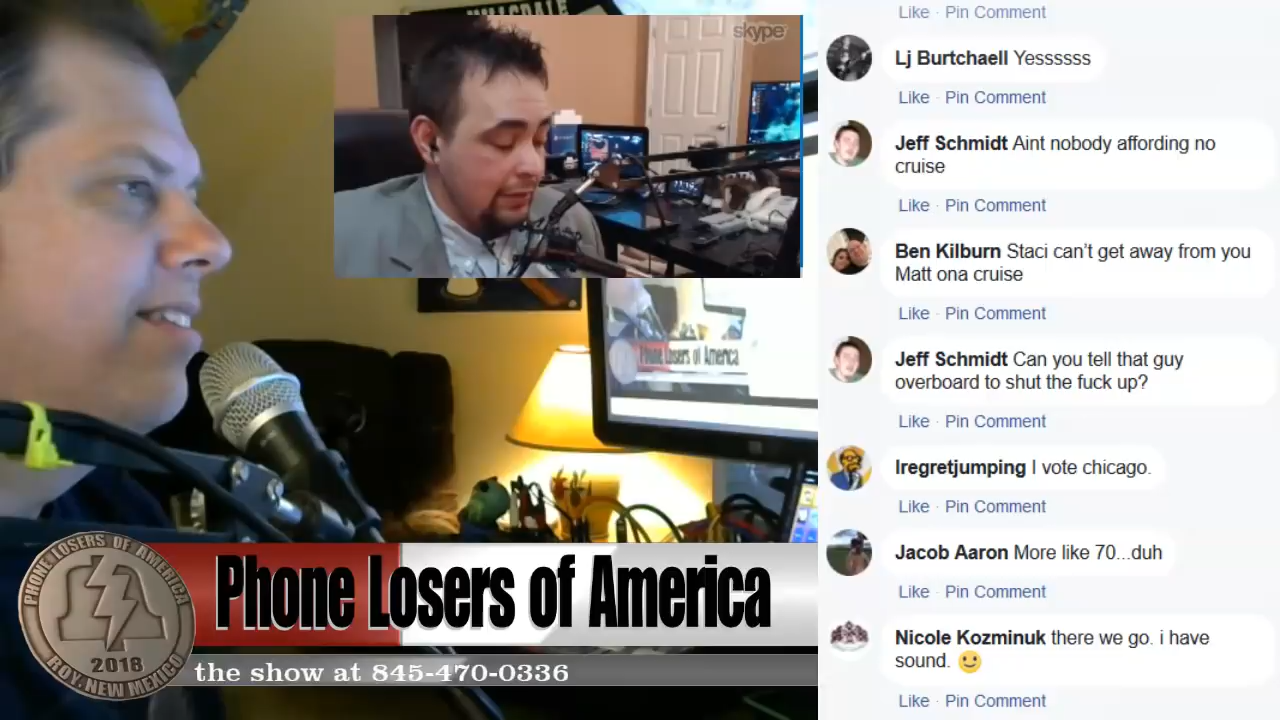 HILLSDALE
skype
Phone Losers of America
PHONE LOSERS OF AMERICA
2018
ROY, NEW MEXICO
Phone Losers of America
the show at 845-470-0336
Like · Pin Comment
Lj Burtchaell Yessssss
Like · Pin Comment
Jeff Schmidt Aint nobody affording no
cruise
Like · Pin Comment
Ben Kilburn Staci can’t get away from you
Matt ona cruise
Like · Pin Comment
Jeff Schmidt Can you tell that guy
overboard to shut the fuck up?
Like · Pin Comment
Iregretjumping I vote chicago.
Like · Pin Comment
Jacob Aaron More like 70...duh
Like · Pin Comment
Nicole Kozminuk there we go. i have
sound. 🙂
Like · Pin Comment